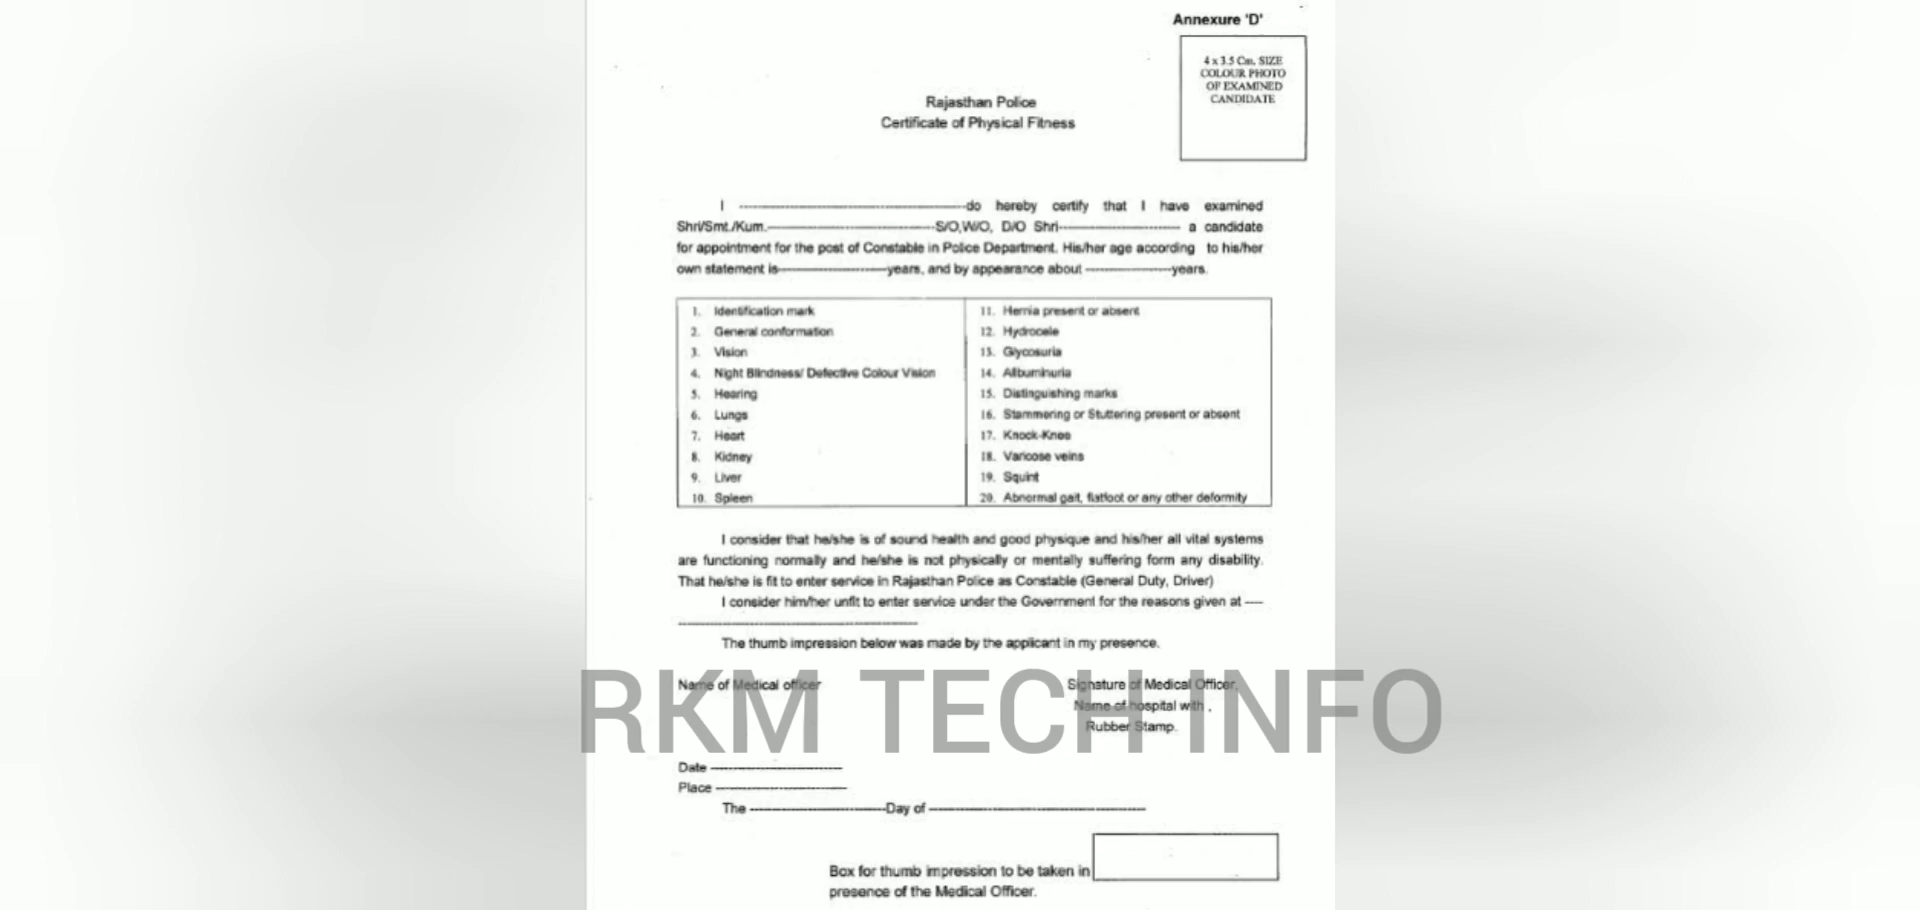 Annexure 'D'
4 x 3.5 Cm. SIZE
COLOUR PHOTO
OF EXAMINED
CANDIDATE
Rajasthan Police
Certificate of Physical Fitness
I ----------------------------------------do hereby certify that I have examined
Shri/Smt./Kum.------------------------------S/O,W/O, D/O Shri---------------------- a candidate
for appointment for the post of Constable in Police Department. His/her age according to his/her
own statement is--------------------years, and by appearance about ----------------years.
1. Identification mark
2. General conformation
3. Vision
4. Night Blindness/ Defective Colour Vision
5. Hearing
6. Lungs
7. Heart
8. Kidney
9. Liver
10. Spleen
11. Hernia present or absent
12. Hydrocele
13. Glycosuria
14. Albuminuria
15. Distinguishing marks
16. Stammering or Stuttering present or absent
17. Knock-Knee
18. Varicose veins
19. Squint
20. Abnormal gait, flatfoot or any other deformity
I consider that he/she is of sound health and good physique and his/her all vital systems
are functioning normally and he/she is not physically or mentally suffering form any disability.
That he/she is fit to enter service in Rajasthan Police as Constable (General Duty, Driver)
I consider him/her unfit to enter service under the Government for the reasons given at ---
------------------------------------------
The thumb impression below was made by the applicant in my presence.
Name of Medical officer
Signature of Medical Officer,
Name of hospital with ,
Rubber Stamp.
RKM TECH INFO
Date ------------------------
Place ------------------------
The ------------------------Day of ---------------------------------------
Box for thumb impression to be taken in
presence of the Medical Officer.